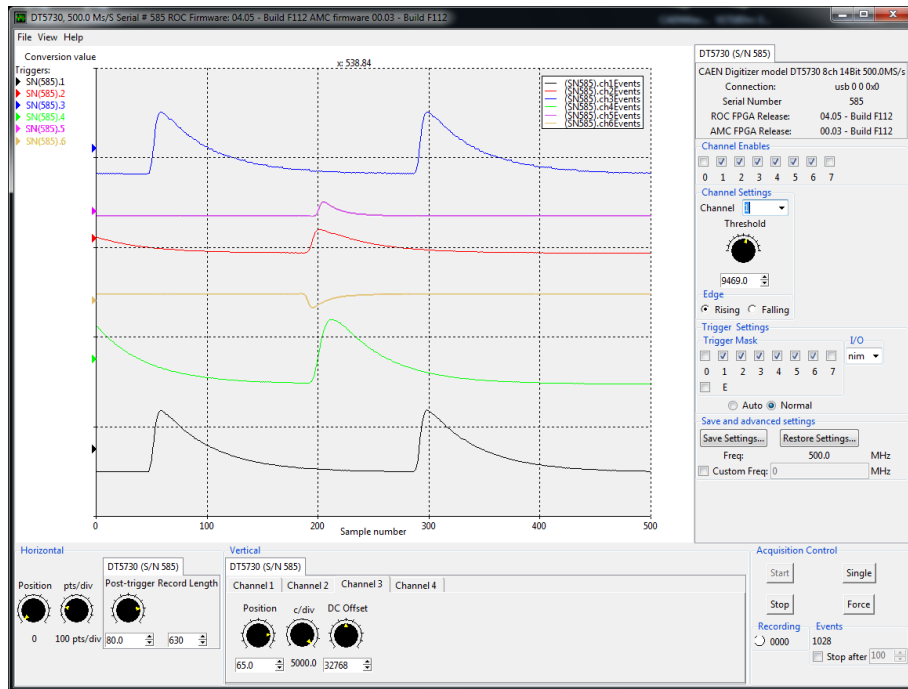 DT5730, 500.0 Ms/S Serial # 585 ROC Firmware: 04.05 - Build F112 AMC firmware 00.03 - Build F112
File View Help
Conversion value
x: 538.84
Triggers:
SN(585).1
SN(585).2
SN(585).3
SN(585).4
SN(585).5
SN(585).6
(SN585).ch1Events
(SN585).ch2Events
(SN585).ch3Events
(SN585).ch4Events
(SN585).ch5Events
(SN585).ch6Events
0 100 200 300 400 500
Sample number
DT5730 (S/N 585)
CAEN Digitizer model DT5730 8ch 14Bit 500.0MS/s
Connection: usb 0 0 0x0
Serial Number 585
ROC FPGA Release: 04.05 - Build F112
AMC FPGA Release: 00.03 - Build F112
Channel Enables
0 1 2 3 4 5 6 7
Channel Settings
Channel 1
Threshold
9469.0
Edge
Rising Falling
Trigger Settings
Trigger Mask I/O
nim
0 1 2 3 4 5 6 7
E
Auto Normal
Save and advanced settings
Save Settings... Restore Settings...
Freq: 500.0 MHz
Custom Freq: 0 MHz
Horizontal
DT5730 (S/N 585)
Position pts/div Post-trigger Record Length
0 100 pts/div 80.0 630
Vertical
DT5730 (S/N 585)
Channel 1 Channel 2 Channel 3 Channel 4
Position c/div DC Offset
65.0 5000.0 32768
Acquisition Control
Start Single
Stop Force
Recording Events
0000 1028
Stop after 100